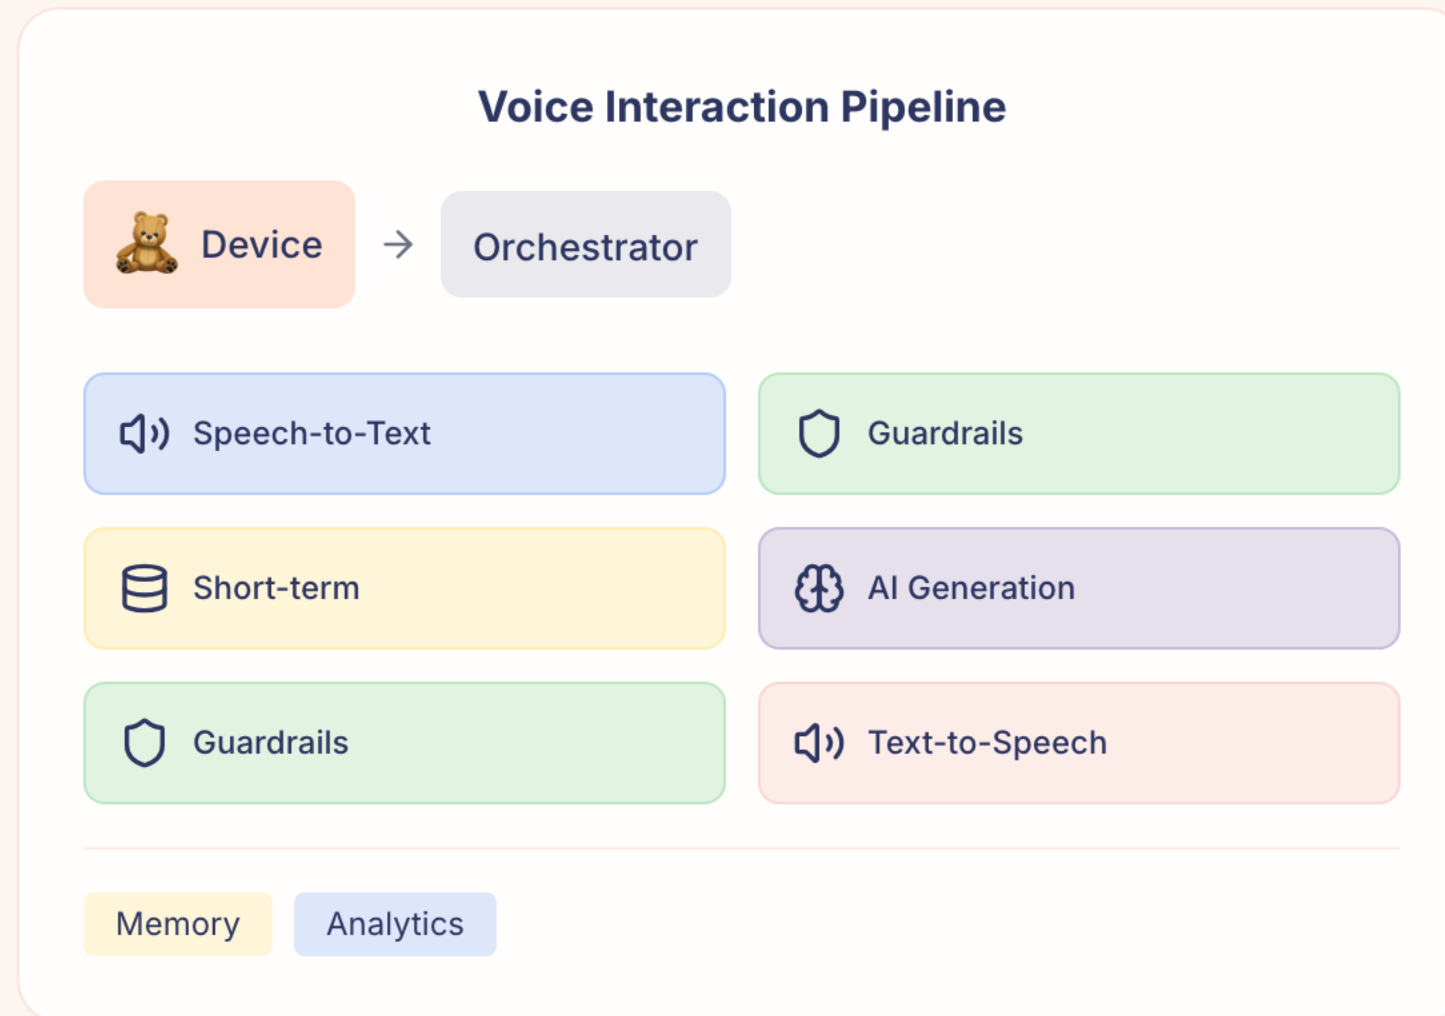 Voice Interaction Pipeline
Device
Orchestrator
Speech-to-Text
Guardrails
Short-term
AI Generation
Guardrails
Text-to-Speech
Memory
Analytics